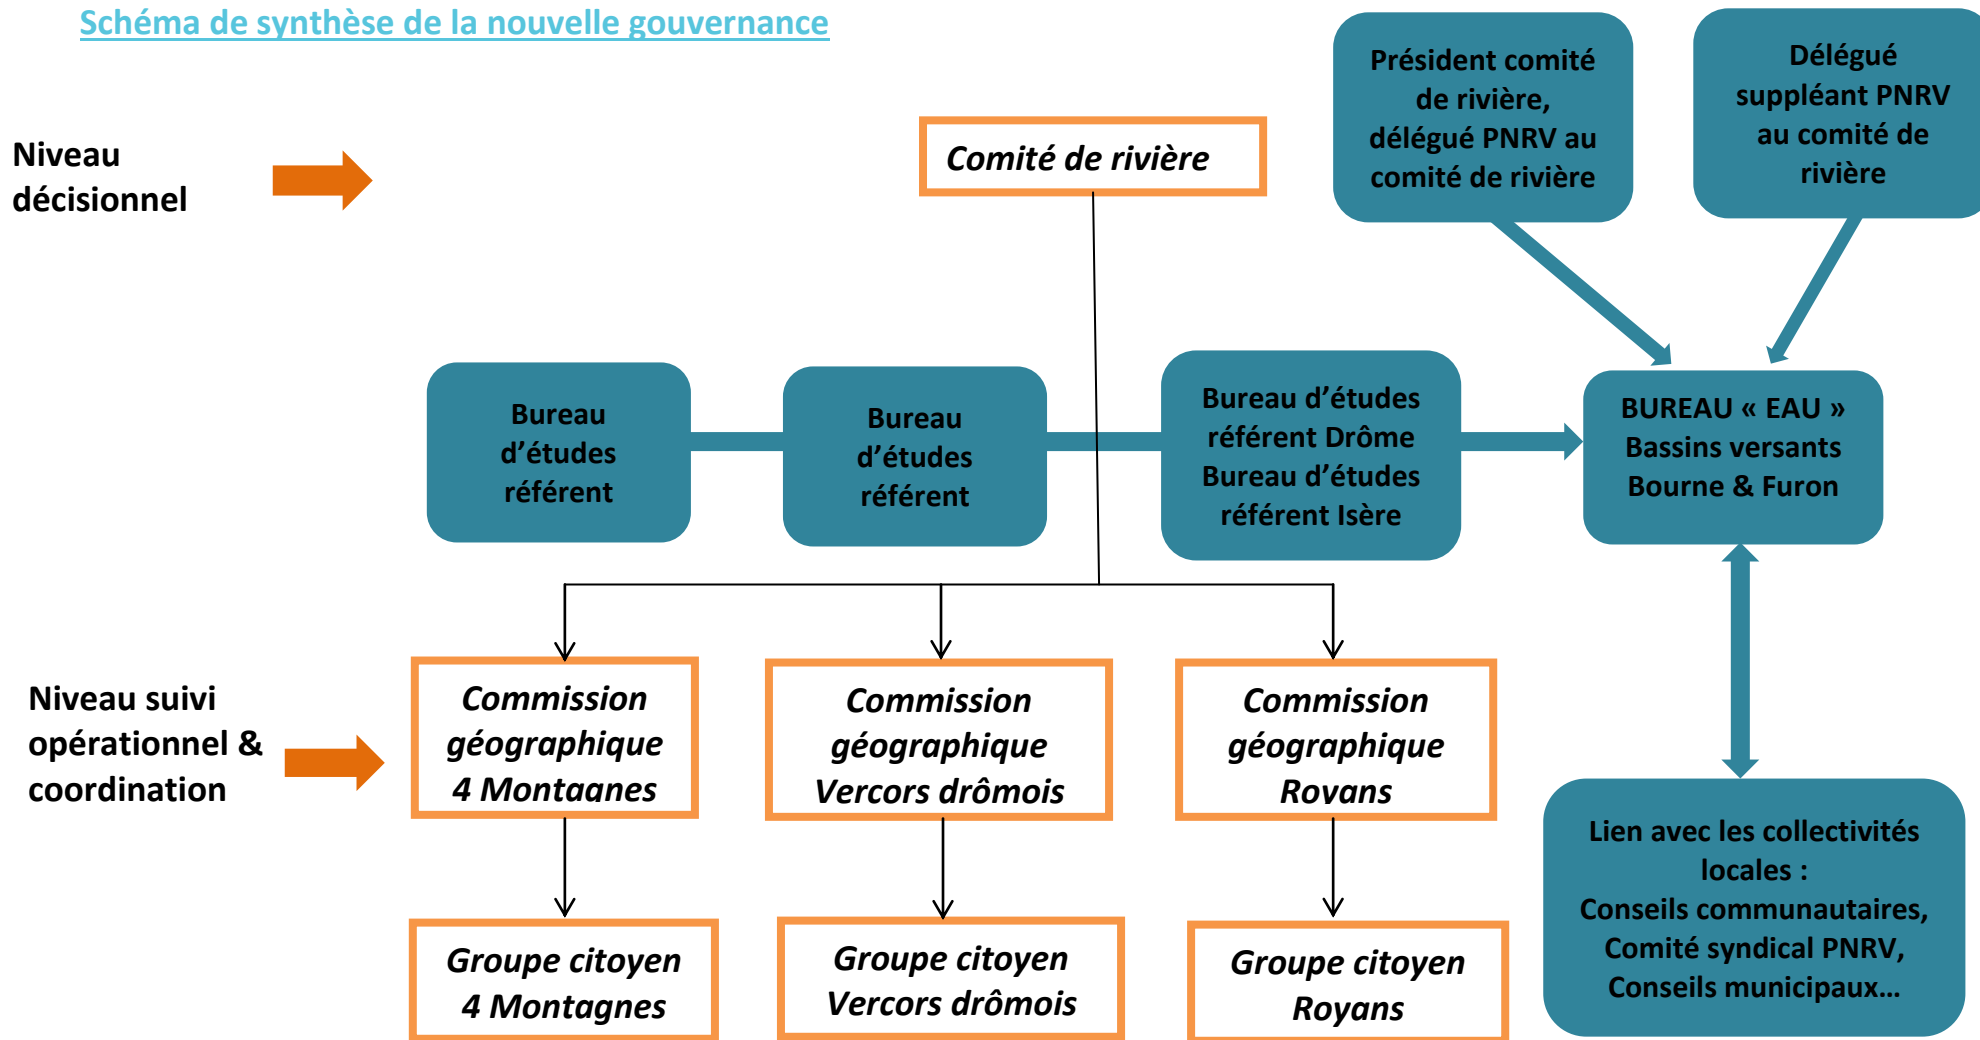 Schéma de synthèse de la nouvelle gouvernance
Président comité
de rivière,
délégué PNRV au
comité de rivière
Délégué
suppléant PNRV
au comité de
rivière
Niveau
décisionnel
Comité de rivière
Bureau
d’études
référent
Bureau
d’études
référent
Bureau d’études
référent Drôme
Bureau d’études
référent Isère
BUREAU « EAU »
Bassins versants
Bourne & Furon
Niveau suivi
opérationnel &
coordination
Commission
géographique
4 Montagnes
Commission
géographique
Vercors drômois
Commission
géographique
Royans
Lien avec les collectivités
locales :
Conseils communautaires,
Comité syndical PNRV,
Conseils municipaux…
Groupe citoyen
4 Montagnes
Groupe citoyen
Vercors drômois
Groupe citoyen
Royans